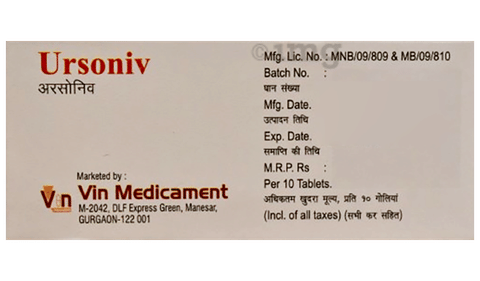 Ursoniv
अरसोनिव
Marketed by :
Vin
Vin Medicament
M-2042, DLF Express Green, Manesar,
GURGAON-122 001
1mg
Mfg. Lic. No. : MNB/09/809 & MB/09/810
Batch No. :
घान संख्या
Mfg. Date.
उत्पादन तिथि
Exp. Date.
समाप्ति की तिथि
M.R.P. Rs :
Per 10 Tablets.
अधिकतम खुदरा मूल्य, प्रति १० गोलियां
(Incl. of all taxes) (सभी कर सहित)